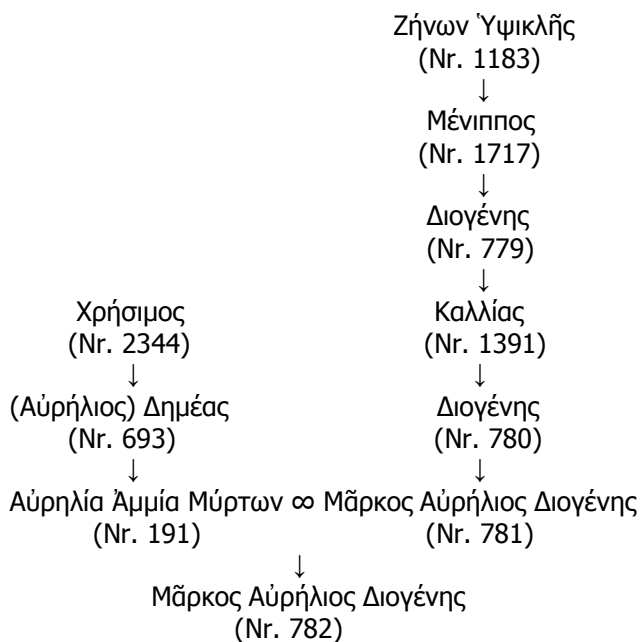 Ζήνων Ὑψικλῆς
(Nr. 1183)
↓
Μένιππος
(Nr. 1717)
↓
Διογένης
(Nr. 779)
↓ 
Χρήσιμος Καλλίας
(Nr. 2344) (Nr. 1391)
↓ ↓
(Αὐρήλιος) Δημέας Διογένης
(Nr. 693) (Nr. 780)
↓ ↓
Αὐρηλία Ἀμμία Μύρτων ∞ Μᾶρκος Αὐρήλιος Διογένης
(Nr. 191) (Nr. 781)
↓
Μᾶρκος Αὐρήλιος Διογένης
(Nr. 782)